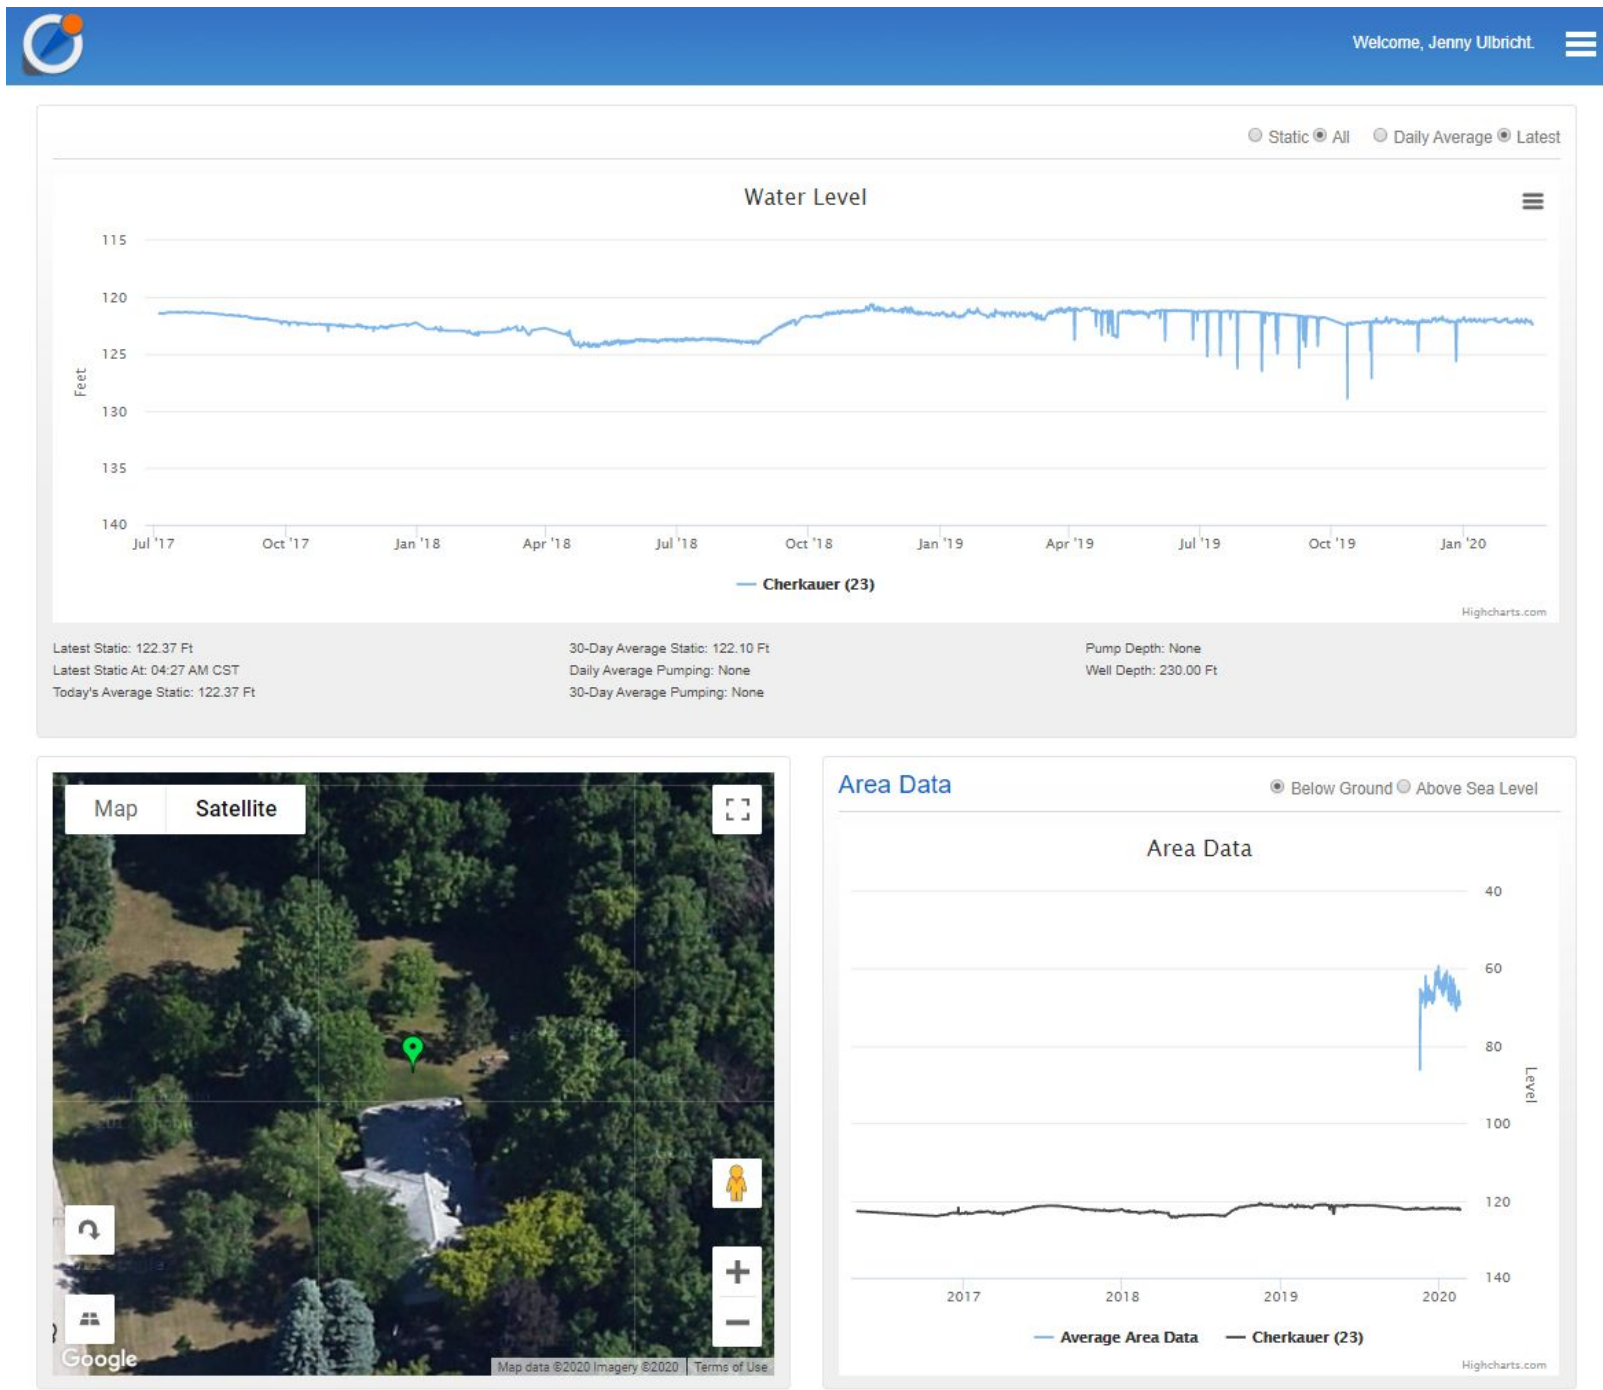 Welcome, Jenny Ulbricht.
Static All Daily Average Latest
Water Level
115
120
125
130
135
140
Feet
Jul '17 Oct '17 Jan '18 Apr '18 Jul '18 Oct '18 Jan '19 Apr '19 Jul '19 Oct '19 Jan '20
Cherkauer (23)
Highcharts.com
Latest Static: 122.37 Ft
Latest Static At: 04:27 AM CST
Today's Average Static: 122.37 Ft
30-Day Average Static: 122.10 Ft
Daily Average Pumping: None
30-Day Average Pumping: None
Pump Depth: None
Well Depth: 230.00 Ft
Map Satellite
Google
Map data ©2020 Imagery ©2020 Terms of Use
Area Data
Below Ground Above Sea Level
Area Data
40
60
80
100
120
140
Level
2017 2018 2019 2020
Average Area Data Cherkauer (23)
Highcharts.com